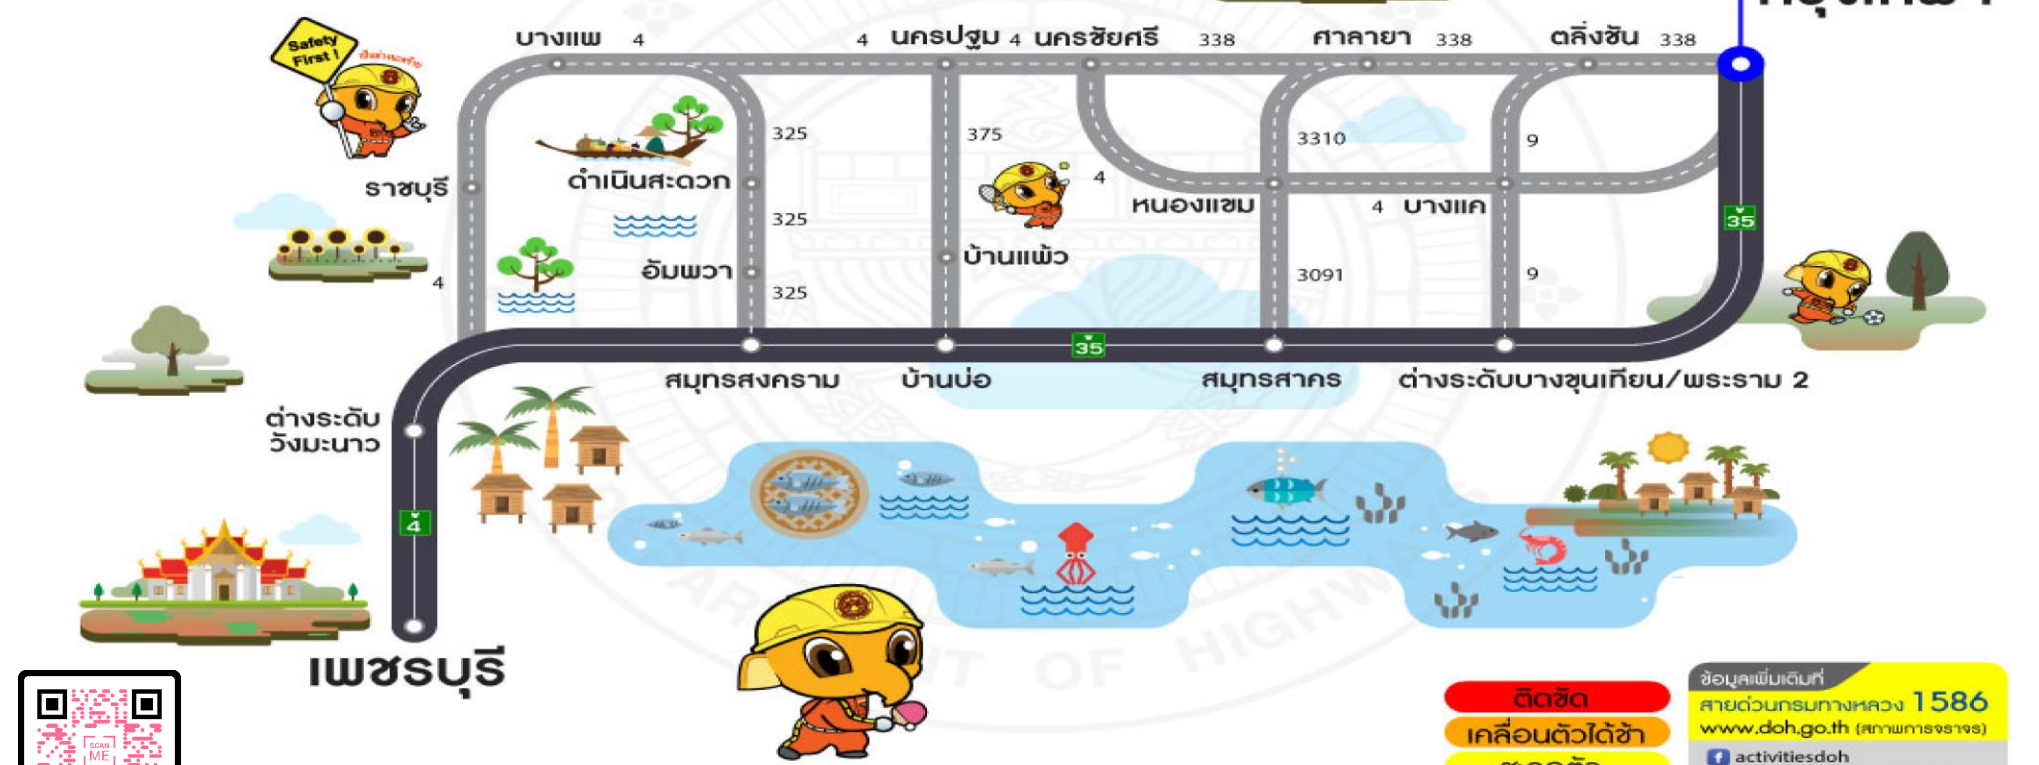 Safety
First !
บางแพ 4 4 นครปฐม 4 นครชัยศรี 338 ศาลายา 338 ตลิ่งชัน 338
325 375 3310 9
ราชบุรี ดำเนินสะดวก 4
325 หนองแขม 4 บางแค 35
อัมพวา บ้านแพ้ว
4 325 3091 9
35
สมุทรสงคราม บ้านบ่อ สมุทรสาคร ต่างระดับบางขุนเทียน/พระราม 2
ต่างระดับ
วังมะนาว
4
เพชรบุรี
OF HIGHWAYS
SCAN
ME
ติดขัด
เคลื่อนตัวได้ช้า
ข้อมูลเพิ่มเติมที่
สายด่วนกรมทางหลวง 1586
www.doh.go.th (สภาพการจราจร)
activitiesdoh